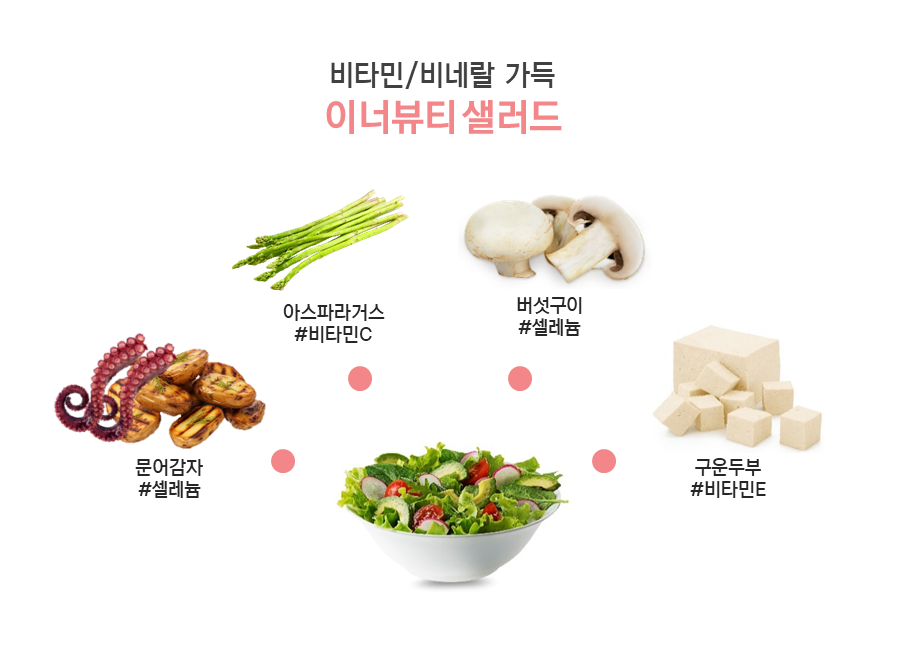 비타민/비네랄 가득
이너뷰티 샐러드
아스파라거스
#비타민C
버섯구이
#셀레늄
문어감자
#셀레늄
구운두부
#비타민E